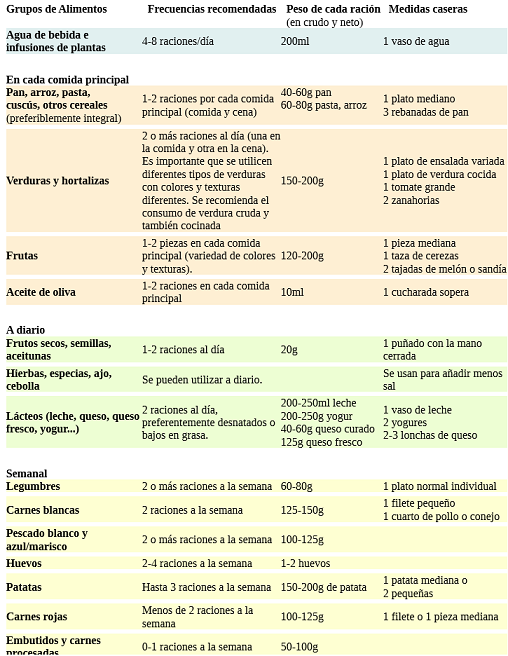 Grupos de Alimentos Frecuencias recomendadas Peso de cada ración Medidas caseras
(en crudo y neto)
Agua de bebida e
infusiones de plantas
4-8 raciones/día
200ml
1 vaso de agua
En cada comida principal
Pan, arroz, pasta,
cuscús, otros cereales
(preferiblemente integral)
1-2 raciones por cada comida
principal (comida y cena)
40-60g pan
60-80g pasta, arroz
1 plato mediano
3 rebanadas de pan
Verduras y hortalizas
2 o más raciones al día (una en
la comida y otra en la cena).
Es importante que se utilicen
diferentes tipos de verduras
con colores y texturas
diferentes. Se recomienda el
consumo de verdura cruda y
también cocinada
150-200g
1 plato de ensalada variada
1 plato de verdura cocida
1 tomate grande
2 zanahorias
Frutas
1-2 piezas en cada comida
principal (variedad de colores
y texturas).
120-200g
1 pieza mediana
1 taza de cerezas
2 tajadas de melón o sandía
Aceite de oliva
1-2 raciones en cada comida
principal
10ml
1 cucharada sopera
A diario
Frutos secos, semillas,
aceitunas
1-2 raciones al día
20g
1 puñado con la mano
cerrada
Hierbas, especias, ajo,
cebolla
Se pueden utilizar a diario.
Se usan para añadir menos
sal
Lácteos (leche, queso, queso
fresco, yogur...)
2 raciones al día,
preferentemente desnatados o
bajos en grasa.
200-250ml leche
200-250g yogur
40-60g queso curado
125g queso fresco
1 vaso de leche
2 yogures
2-3 lonchas de queso
Semanal
Legumbres
2 o más raciones a la semana
60-80g
1 plato normal individual
Carnes blancas
2 raciones a la semana
125-150g
1 filete pequeño
1 cuarto de pollo o conejo
Pescado blanco y
azul/marisco
2 o más raciones a la semana
100-125g
Huevos
2-4 raciones a la semana
1-2 huevos
Patatas
Hasta 3 raciones a la semana
150-200g de patata
1 patata mediana o
2 pequeñas
Carnes rojas
Menos de 2 raciones a la
semana
100-125g
1 filete o 1 pieza mediana
Embutidos y carnes
procesadas
0-1 raciones a la semana
50-100g